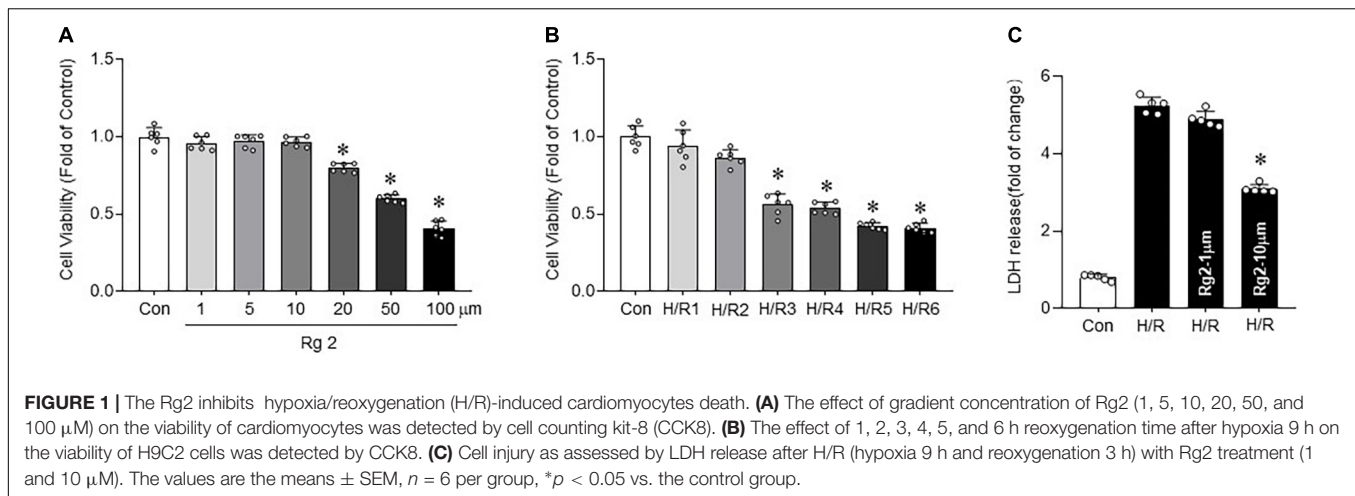 A
Cell Viability (Fold of Control)
1.5
1.0
0.5
0.0
* * *
Con 1 5 10 20 50 100 μm
Rg 2
B
Cell Viability (Fold of Control)
1.5
1.0
0.5
0.0
* * * *
Con H/R1 H/R2 H/R3 H/R4 H/R5 H/R6
C
LDH release(fold of change)
6
4
2
0
*
Rg2-1μm
Rg2-10μm
Con H/R H/R H/R
FIGURE 1 | The Rg2 inhibits hypoxia/reoxygenation (H/R)-induced cardiomyocytes death. (A) The effect of gradient concentration of Rg2 (1, 5, 10, 20, 50, and
100 μM) on the viability of cardiomyocytes was detected by cell counting kit-8 (CCK8). (B) The effect of 1, 2, 3, 4, 5, and 6 h reoxygenation time after hypoxia 9 h on
the viability of H9C2 cells was detected by CCK8. (C) Cell injury as assessed by LDH release after H/R (hypoxia 9 h and reoxygenation 3 h) with Rg2 treatment (1
and 10 μM). The values are the means ± SEM, n = 6 per group, *p < 0.05 vs. the control group.